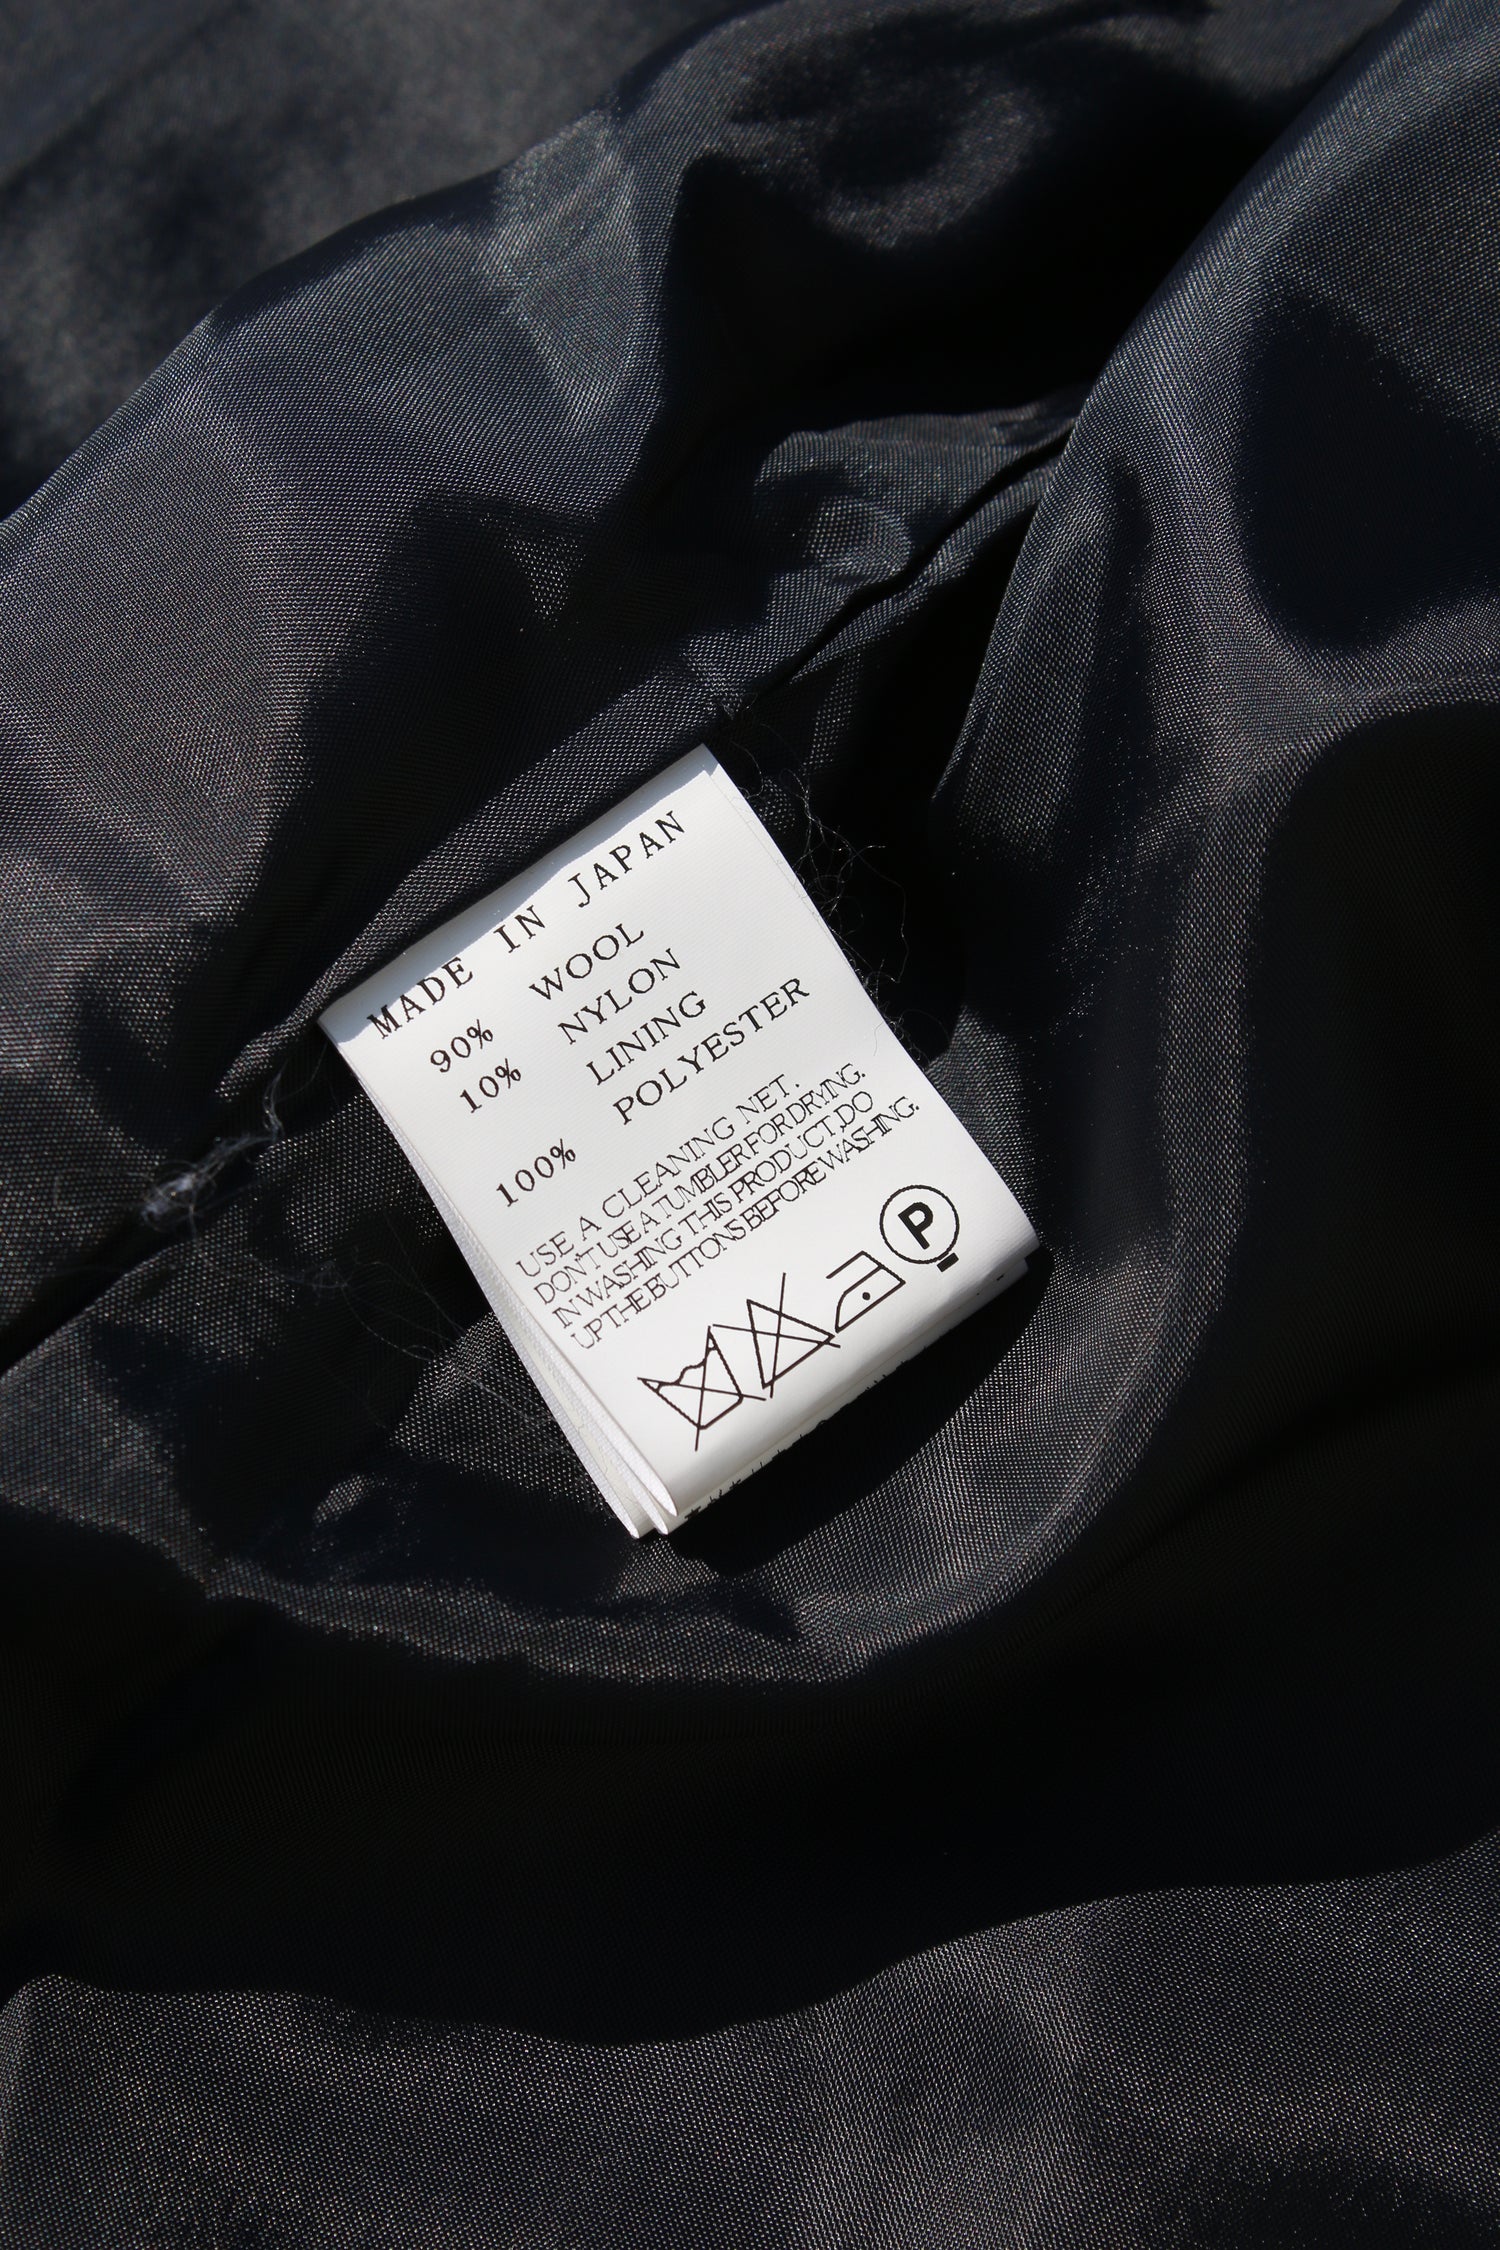 MADE IN JAPAN
90% WOOL
10% NYLON
LINING
100% POLYESTER
USE A CLEANING NET.
DON'T USE A TUMBLER FOR DRYING.
IN WASHING THIS PRODUCT,DO
UP THE BUTTONS BEFORE WASHING.
P